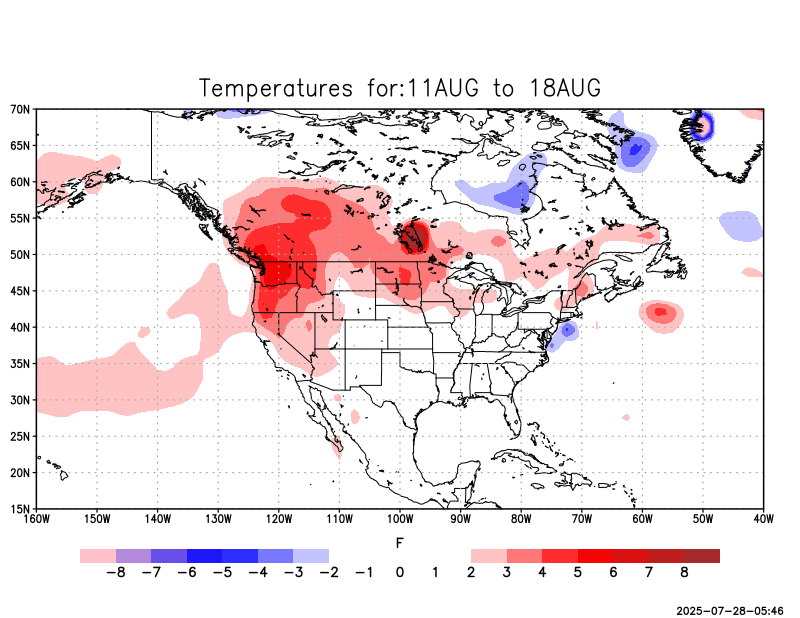 Temperatures for:11AUG to 18AUG
70N
65N
60N
55N
50N
45N
40N
35N
30N
25N
20N
15N
160W 150W 140W 130W 120W 110W 100W 90W 80W 70W 60W 50W 40W
F
−8 −7 −6 −5 −4 −3 −2 −1 0 1 2 3 4 5 6 7 8
2025-07-28-05:46